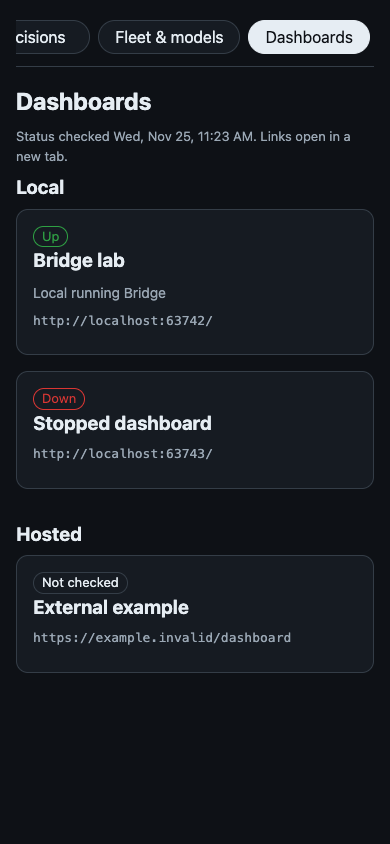 cisions
Fleet & models
Dashboards
Dashboards
Status checked Wed, Nov 25, 11:23 AM. Links open in a
new tab.
Local
Up
Bridge lab
Local running Bridge
http://localhost:63742/
Down
Stopped dashboard
http://localhost:63743/
Hosted
Not checked
External example
https://example.invalid/dashboard